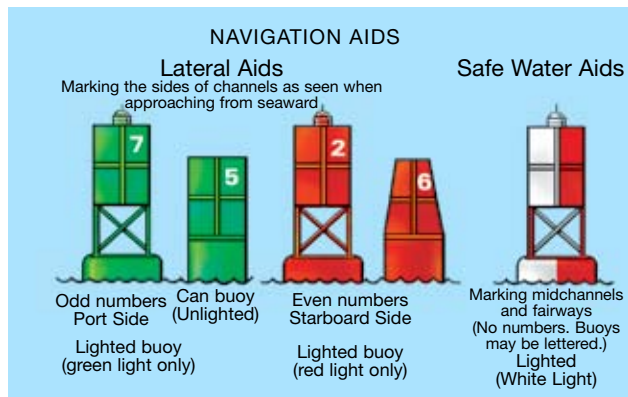 NAVIGATION AIDS
Lateral Aids
Marking the sides of channels as seen when
approaching from seaward
Safe Water Aids
7
5
2
6
Odd numbers
Port Side
Lighted buoy
(green light only)
Can buoy
(Unlighted)
Even numbers
Starboard Side
Lighted buoy
(red light only)
Marking midchannels
and fairways
(No numbers. Buoys
may be lettered.)
Lighted
(White Light)